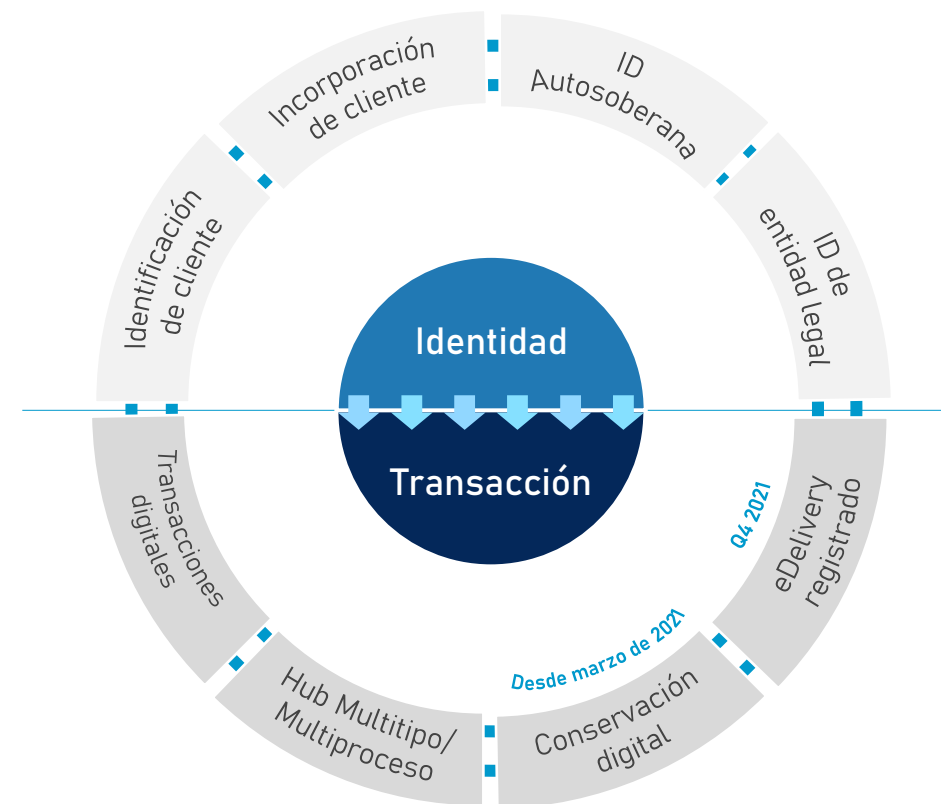 Incorporación
de cliente
ID
Autosoberana
Identificación
de cliente
ID de
entidad legal
Identidad
Transacción
Transacciones
digitales
Q4 2021
eDelivery
registrado
Desde marzo de 2021
Hub Multitipo/
Multiproceso
Conservación
digital